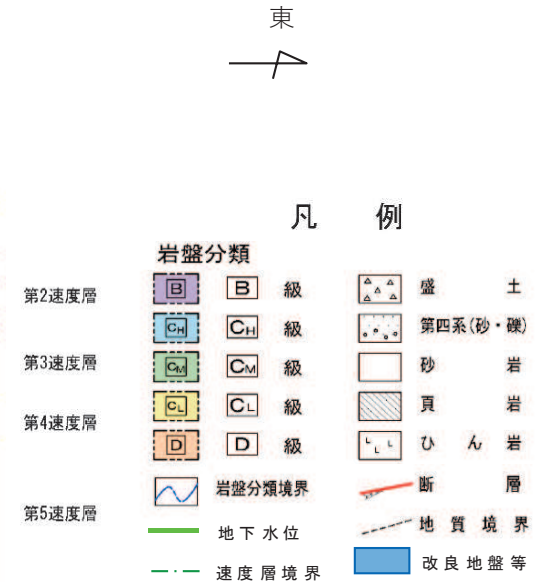 東
凡 例
岩盤分類
第2速度層
第3速度層
第4速度層
第5速度層
B B 級
CH CH 級
CM CM 級
CL CL 級
D D 級
岩盤分類境界
地下水位
速度層境界
盛 土
第四系(砂・礫)
砂 岩
頁 岩
ひ ん 岩
断 層
地 質 境 界
改良地盤等